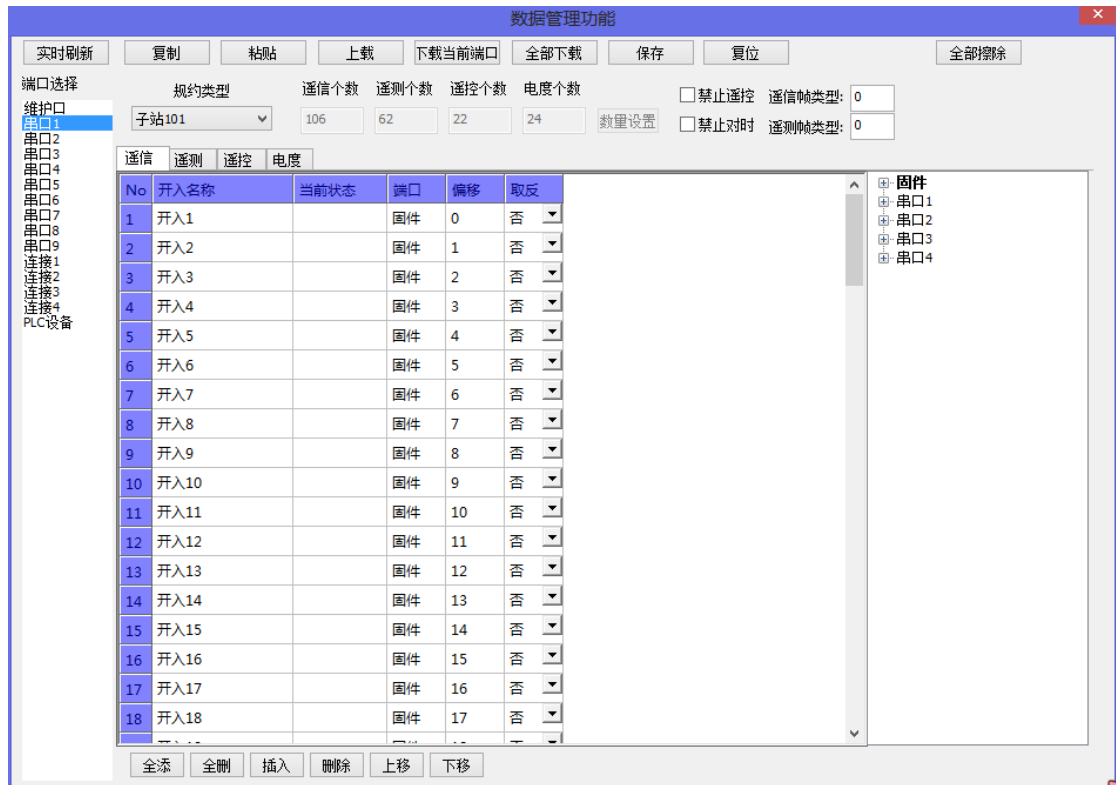 数据管理功能
实时刷新 复制 粘贴 上载 下载当前端口 全部下载 保存 复位 全部擦除
端口选择
维护口
串口1
串口2
串口3
串口4
串口5
串口6
串口7
串口8
串口9
连接1
连接2
连接3
连接4
PLC设备
规约类型 遥信个数 遥测个数 遥控个数 电度个数
子站101 106 62 22 24 数量设置
禁止遥控 遥信帧类型: 0
禁止对时 遥测帧类型: 0
遥信 遥测 遥控 电度
No 开入名称 当前状态 端口 偏移 取反
1 开入1 固件 0 否
2 开入2 固件 1 否
3 开入3 固件 2 否
4 开入4 固件 3 否
5 开入5 固件 4 否
6 开入6 固件 5 否
7 开入7 固件 6 否
8 开入8 固件 7 否
9 开入9 固件 8 否
10 开入10 固件 9 否
11 开入11 固件 10 否
12 开入12 固件 11 否
13 开入13 固件 12 否
14 开入14 固件 13 否
15 开入15 固件 14 否
16 开入16 固件 15 否
17 开入17 固件 16 否
18 开入18 固件 17 否
固件
串口1
串口2
串口3
串口4
全添 全删 插入 删除 上移 下移